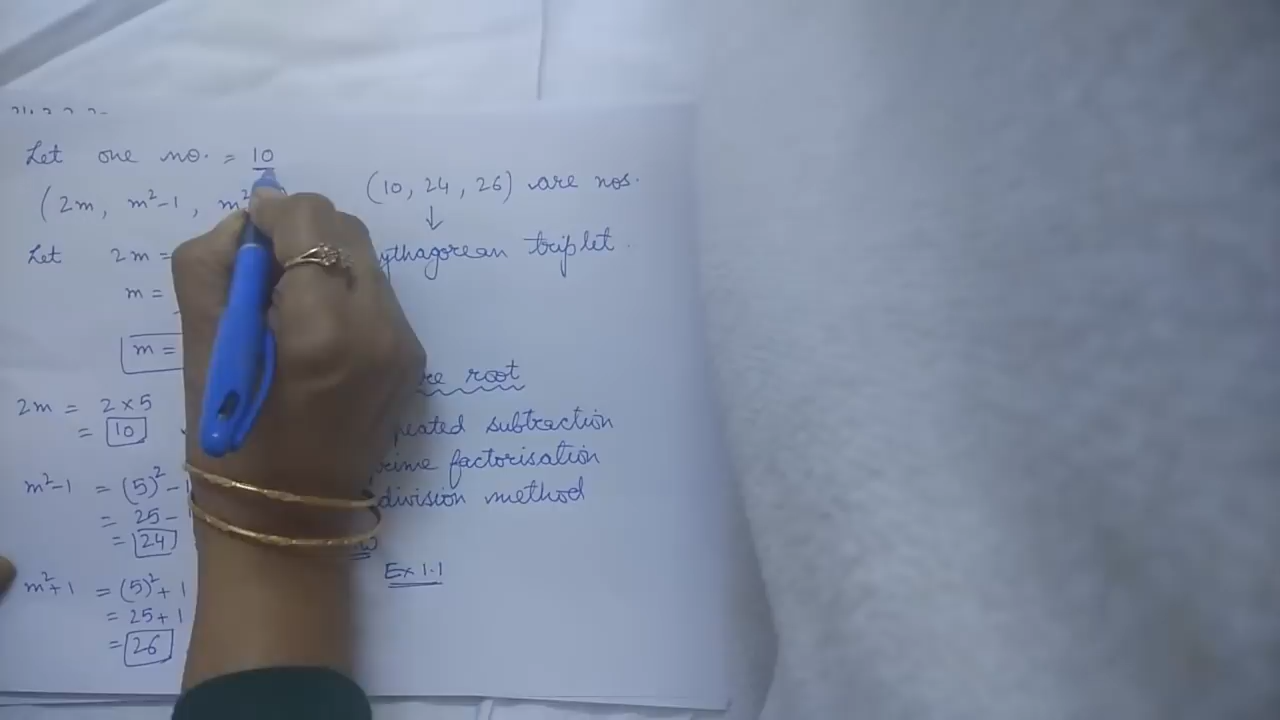 Let one no. = 10
(2m, m²-1, m²
Let 2m =
m =
m =
2m = 2 × 5
= 10
m²-1 = (5)² - 1
= 25 -
= 24
m²+1 = (5)² + 1
= 25 + 1
= 26
(10, 24, 26) are nos.
↓
ythagorean triplet.
re root
peated subtraction
rime factorisation
division method
Ex 1.1